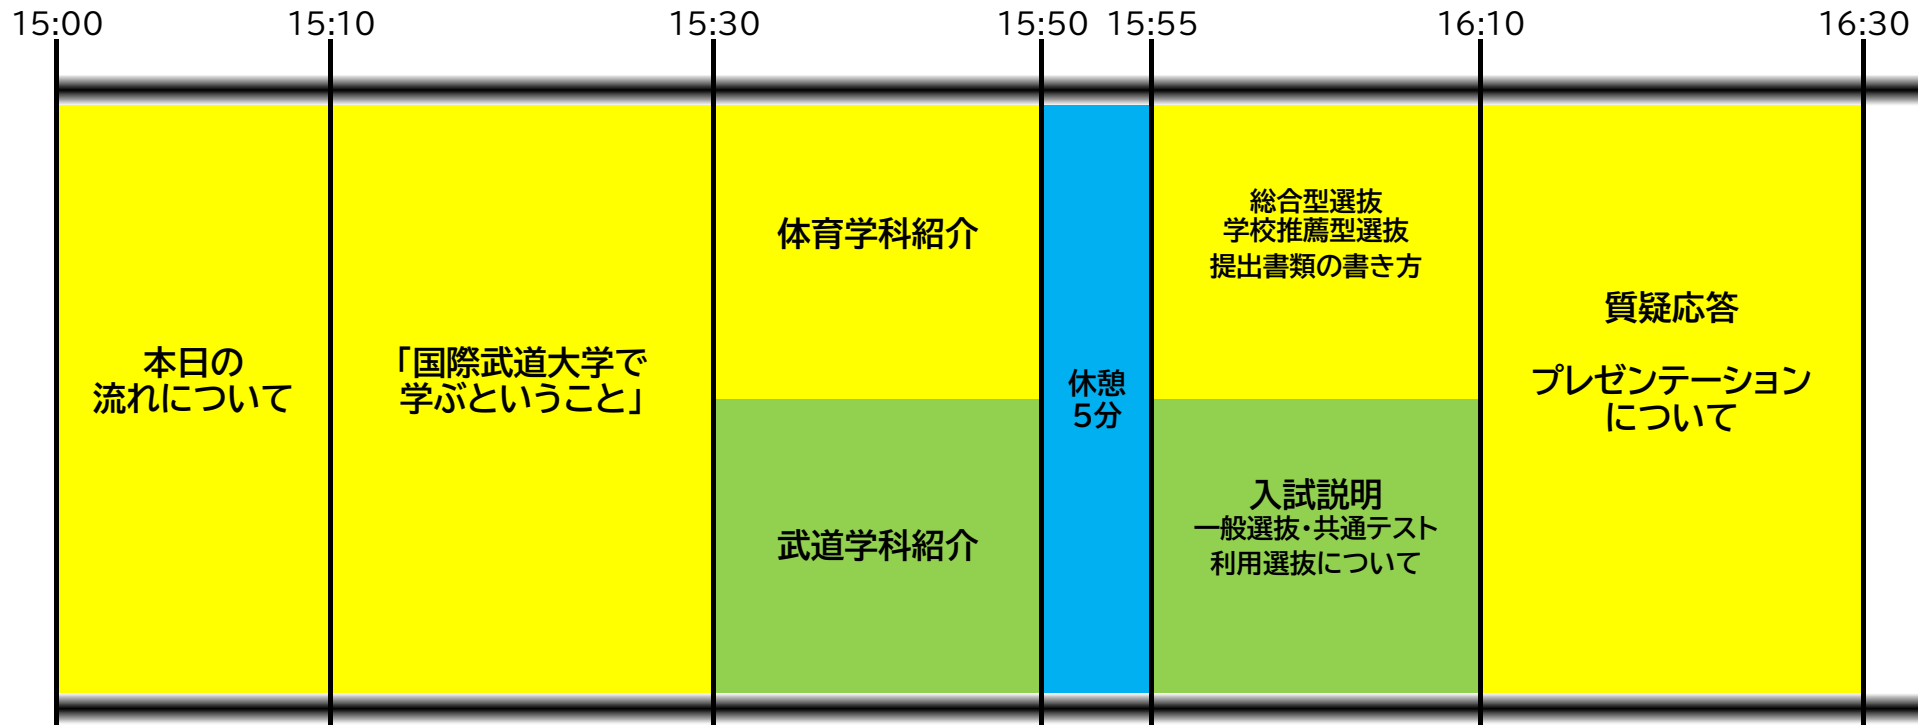 15:00
15:10
15:30
15:50
15:55
16:10
16:30
本日の
流れについて
「国際武道大学で
学ぶということ」
体育学科紹介
武道学科紹介
休憩
5分
総合型選抜
学校推薦型選抜
提出書類の書き方
入試説明
一般選抜・共通テスト
利用選抜について
質疑応答
プレゼンテーション
について